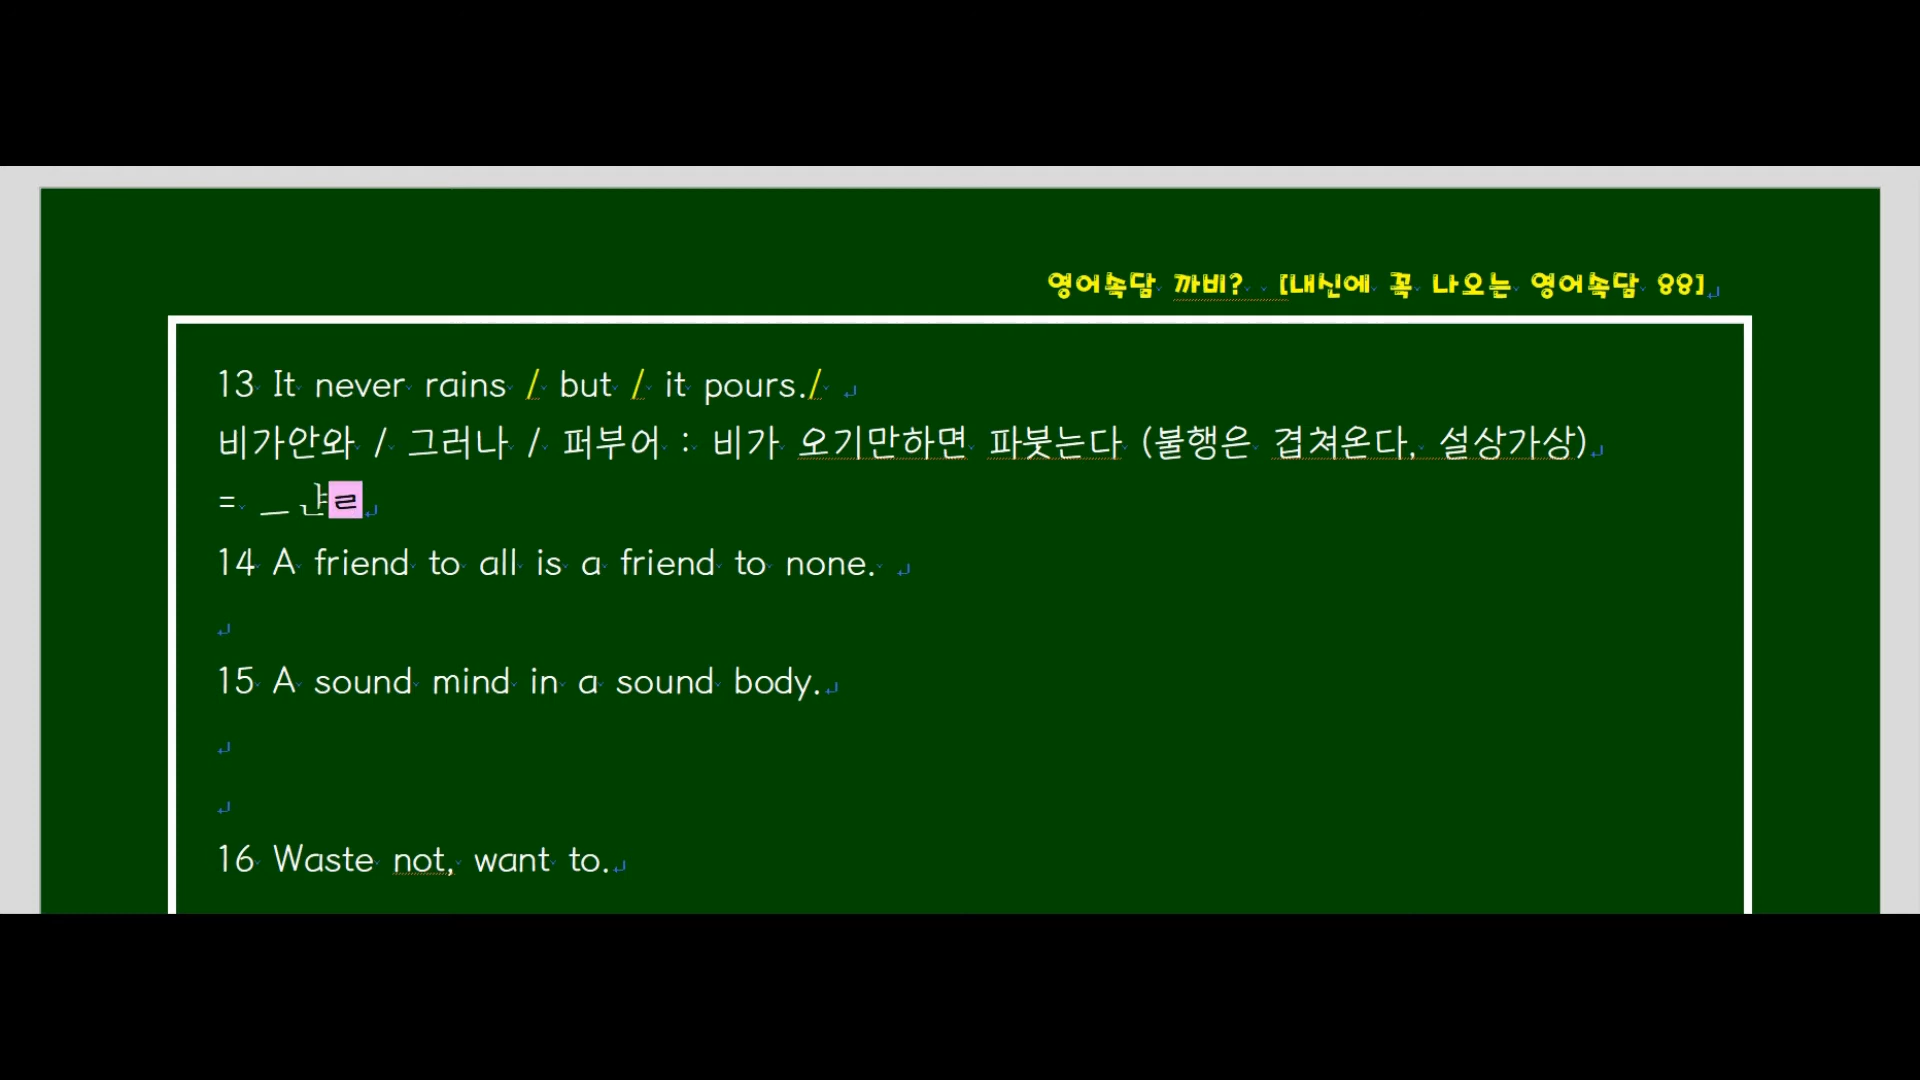 영어속담 까비? [내신에 꼭 나오는 영어속담 88]
13 It never rains / but / it pours./
비가안와 / 그러나 / 퍼부어 : 비가 오기만하면 파붓는다 (불행은 겹쳐온다, 설상가상)
= ㅡㅑㄴㄹ
14 A friend to all is a friend to none.
15 A sound mind in a sound body.
16 Waste not, want to.